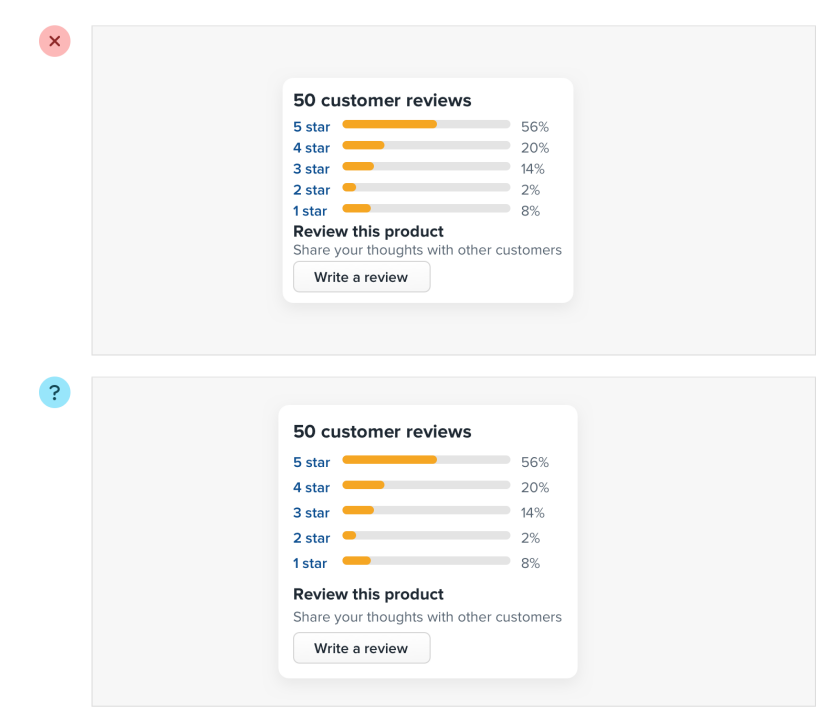 50 customer reviews
5 star 56%
4 star 20%
3 star 14%
2 star 2%
1 star 8%
Review this product
Share your thoughts with other customers
Write a review
?
50 customer reviews
5 star 56%
4 star 20%
3 star 14%
2 star 2%
1 star 8%
Review this product
Share your thoughts with other customers
Write a review